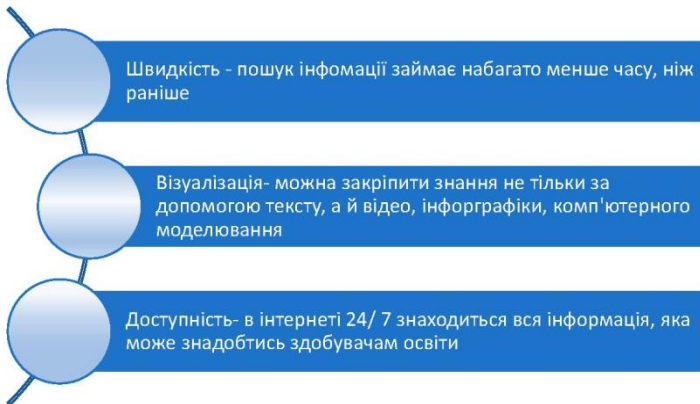 Швидкість - пошук інфомації займає набагато менше часу, ніж
раніше
Візуалізація- можна закріпити знання не тільки за
допомогою тексту, а й відео, інфорграфіки, комп'ютерного
моделювання
Доступність- в інтернеті 24/ 7 знаходиться вся інформація, яка
може знадобтись здобувачам освіти